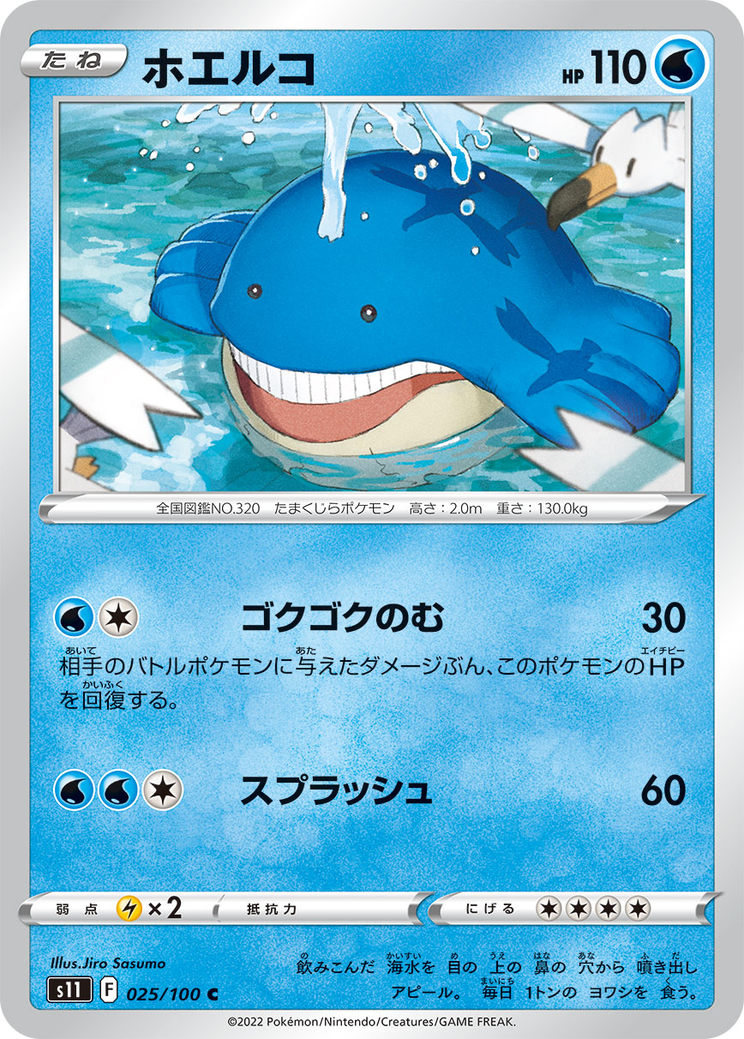 たね ホエルコ HP 110
全国図鑑NO.320 たまくじらポケモン 高さ：2.0m 重さ：130.0kg
ゴクゴクのむ 30
相手のバトルポケモンに与えたダメージぶん、このポケモンのHP
を回復する。
スプラッシュ 60
弱点 ×2 抵抗力 にげる
Illus.Jiro Sasumo
飲みこんだ 海水を 目の 上の 鼻の 穴から 噴き出し
アピール。 毎日 1トンの ヨワシを 食う。
s11 F 025/100 C
©2022 Pokémon/Nintendo/Creatures/GAME FREAK.